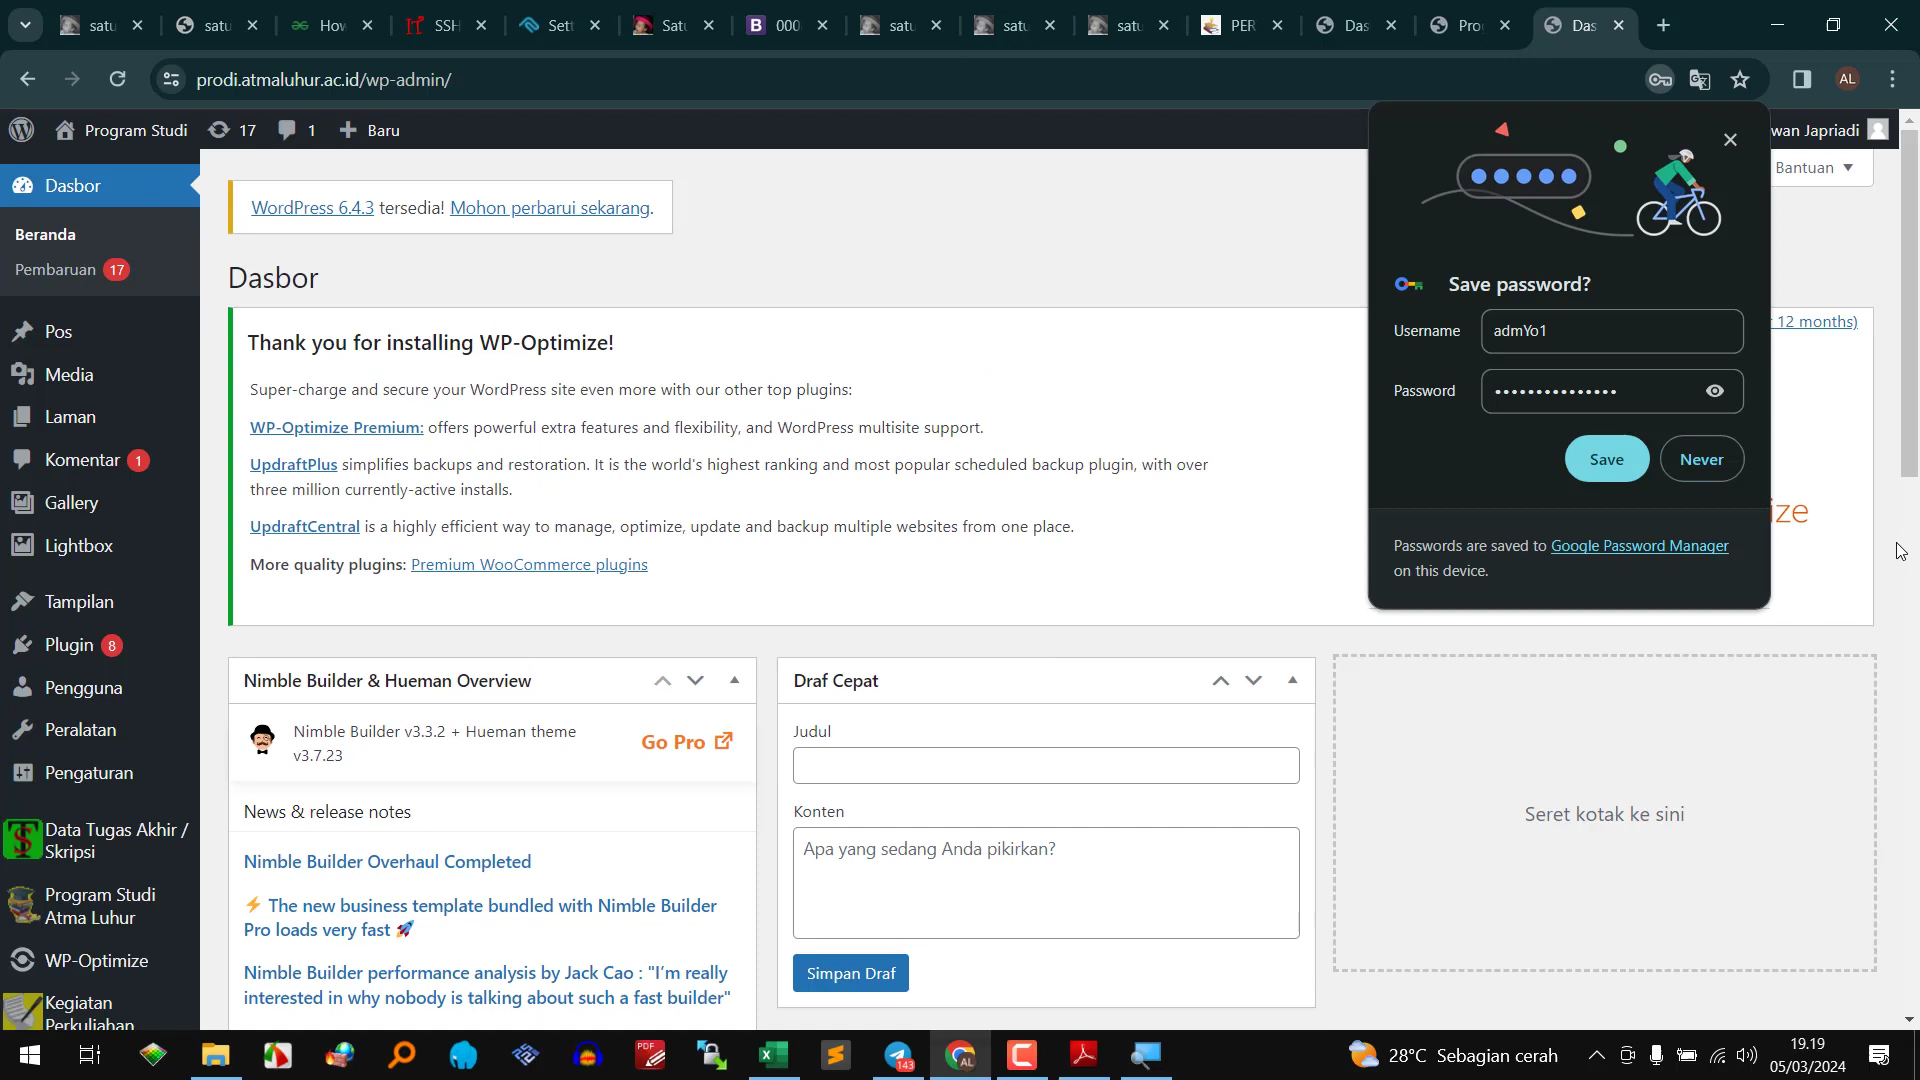 satu
satu
How
SSH
Sett
Satu
000
satu
satu
satu
PER
Das
Pro
Das
prodi.atmaluhur.ac.id/wp-admin/
AL
Program Studi
17
1
Baru
wan Japriadi
Bantuan
Dasbor
Beranda
Pembaruan 17
Pos
Media
Laman
Komentar 1
Gallery
Lightbox
Tampilan
Plugin 8
Pengguna
Peralatan
Pengaturan
Data Tugas Akhir /
Skripsi
Program Studi
Atma Luhur
WP-Optimize
Kegiatan
Perkuliahan
WordPress 6.4.3 tersedia! Mohon perbarui sekarang.
Dasbor
12 months)
Thank you for installing WP-Optimize!
Super-charge and secure your WordPress site even more with our other top plugins:
WP-Optimize Premium: offers powerful extra features and flexibility, and WordPress multisite support.
UpdraftPlus simplifies backups and restoration. It is the world's highest ranking and most popular scheduled backup plugin, with over
three million currently-active installs.
UpdraftCentral is a highly efficient way to manage, optimize, update and backup multiple websites from one place.
More quality plugins: Premium WooCommerce plugins
ize
Save password?
Username
admYo1
Password
•••••••••••••••
Save
Never
Passwords are saved to Google Password Manager
on this device.
Nimble Builder & Hueman Overview
Nimble Builder v3.3.2 + Hueman theme
v3.7.23
Go Pro
News & release notes
Nimble Builder Overhaul Completed
⚡ The new business template bundled with Nimble Builder
Pro loads very fast 🚀
Nimble Builder performance analysis by Jack Cao : "I'm really
interested in why nobody is talking about such a fast builder"
Draf Cepat
Judul
Konten
Apa yang sedang Anda pikirkan?
Simpan Draf
Seret kotak ke sini
PDF
143
AL
28°C Sebagian cerah
19.19
05/03/2024